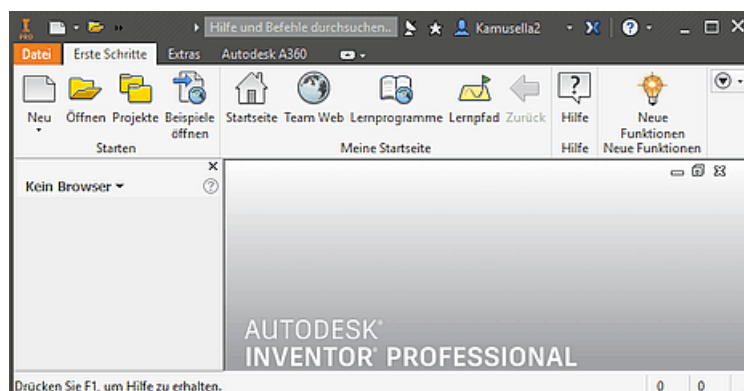 PRO
Hilfe und Befehle durchsuchen... Kamusella2
Datei Erste Schritte Extras Autodesk A360
Neu Öffnen Projekte Beispiele öffnen Startseite Team Web Lernprogramme Lernpfad Zurück Hilfe Neue Funktionen
Starten Meine Startseite Hilfe Neue Funktionen
Kein Browser
AUTODESK®
INVENTOR® PROFESSIONAL
Drücken Sie F1, um Hilfe zu erhalten. 0 0